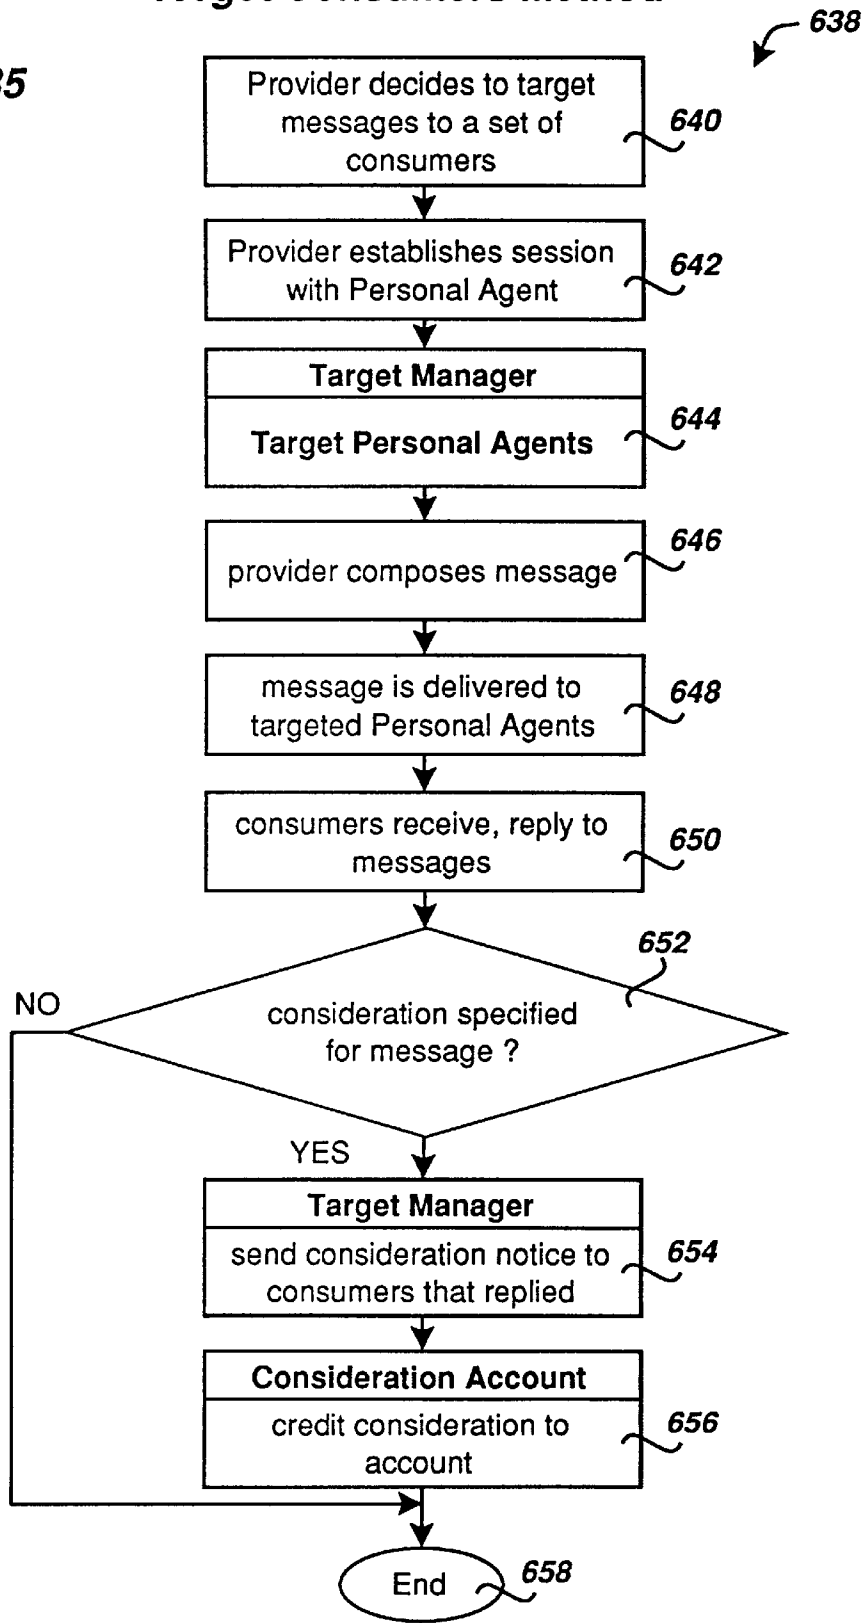 Target Consumers Method
638
35
Provider decides to target
messages to a set of
consumers
640
Provider establishes session
with Personal Agent
642
Target Manager
Target Personal Agents
644
provider composes message
646
message is delivered to
targeted Personal Agents
648
consumers receive, reply to
messages
650
652
consideration specified
for message ?
NO
YES
Target Manager
send consideration notice to
consumers that replied
654
Consideration Account
credit consideration to
account
656
End
658